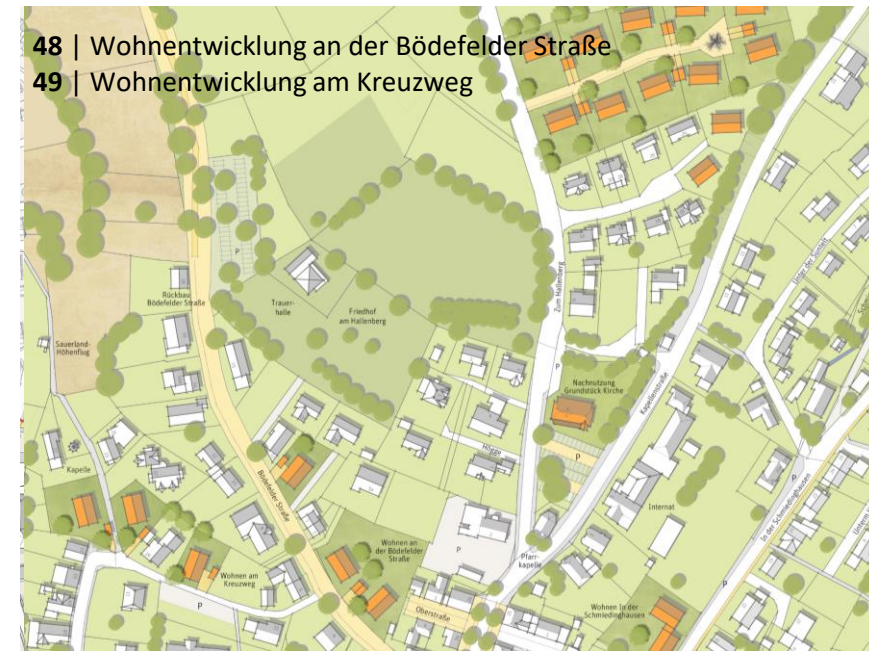 48 | Wohnentwicklung an der Bödefelder Straße
49 | Wohnentwicklung am Kreuzweg
P
Rückbau
Bödefelder Straße
Trauer-
halle
Friedhof
am Hallenberg
Zum Hallenberg
Sauerland-
Höhenflug
P
Nachnutzung
Grundstück Kirche
Kapellenstraße
Kapelle
Hügge
P
P
Bödefelder Straße
Internat
In der Schmiedinghausen
Wohnen an
der Bödefelder
Straße
P
Pfarr-
kapelle
Wohnen am
Kreuzweg
P
Oberstraße
Wohnen In der
Schmiedinghausen
P